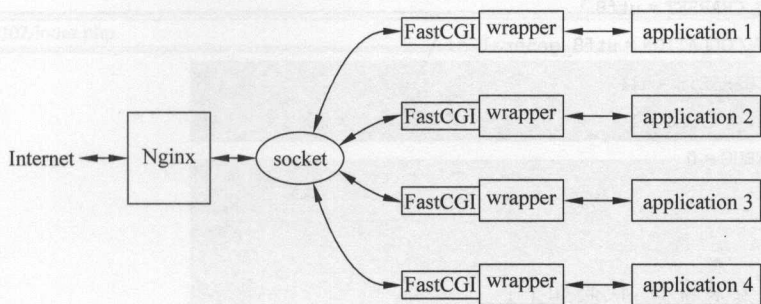 FastCGI wrapper application 1
FastCGI wrapper application 2
Internet Nginx socket
FastCGI wrapper application 3
FastCGI wrapper application 4